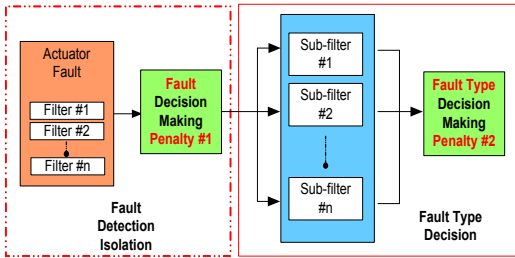 Actuator
Fault
Filter #1
Filter #2
Filter #n
Fault
Decision
Making
Penalty #1
Fault
Detection
Isolation
Sub-filter
#1
Sub-filter
#2
Sub-filter
#n
Fault Type
Decision
Making
Penalty #2
Fault Type
Decision